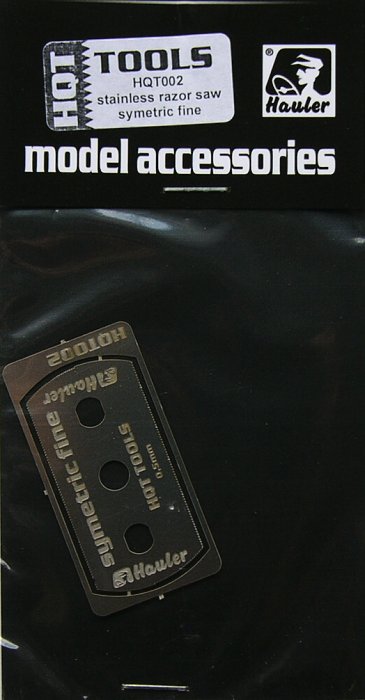 HQT TOOLS
HQT002
stainless razor saw
symetric fine
® Hauler
model accessories
HQT002
Hauler
symetric fine
HQT TOOLS
0,5mm
Hauler